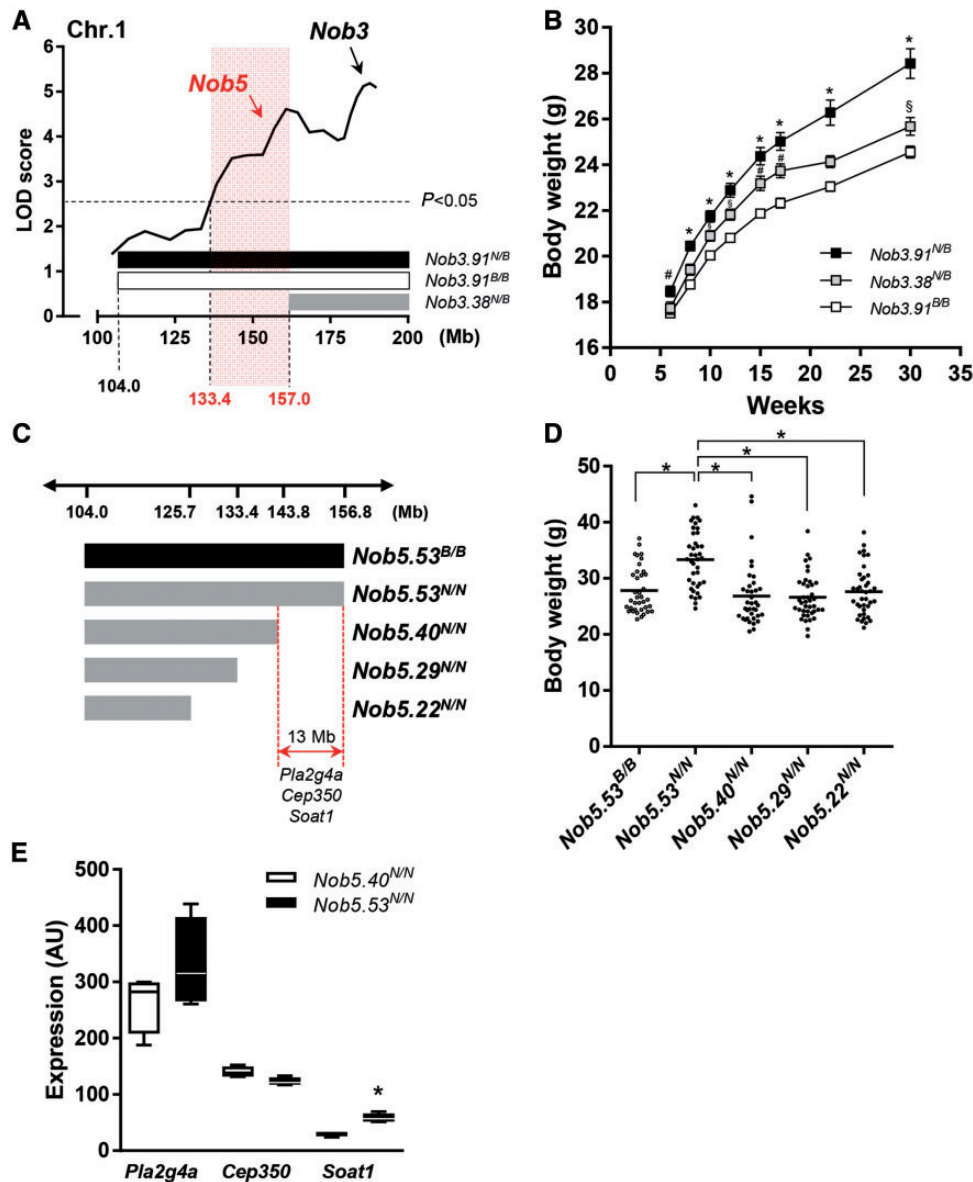 A
Chr.1
Nob3
Nob5
6
5
4
3
2
1
0
LOD score
P<0.05
Nob3.91N/B
Nob3.91B/B
Nob3.38N/B
100 125 150 175 200 (Mb)
104.0
133.4 157.0
B
30
28
26
24
22
20
18
16
Body weight (g)
* * * * * * *
# § § # # §
Nob3.91N/B
Nob3.38N/B
Nob3.91B/B
0 5 10 15 20 25 30 35
Weeks
C
104.0 125.7 133.4 143.8 156.8 (Mb)
Nob5.53B/B
Nob5.53N/N
Nob5.40N/N
Nob5.29N/N
Nob5.22N/N
13 Mb
Pla2g4a
Cep350
Soat1
D
50
40
30
20
10
0
Body weight (g)
* * * *
Nob5.53B/B
Nob5.53N/N
Nob5.40N/N
Nob5.29N/N
Nob5.22N/N
E
500
400
300
200
100
0
Expression (AU)
Nob5.40N/N
Nob5.53N/N
*
Pla2g4a Cep350 Soat1